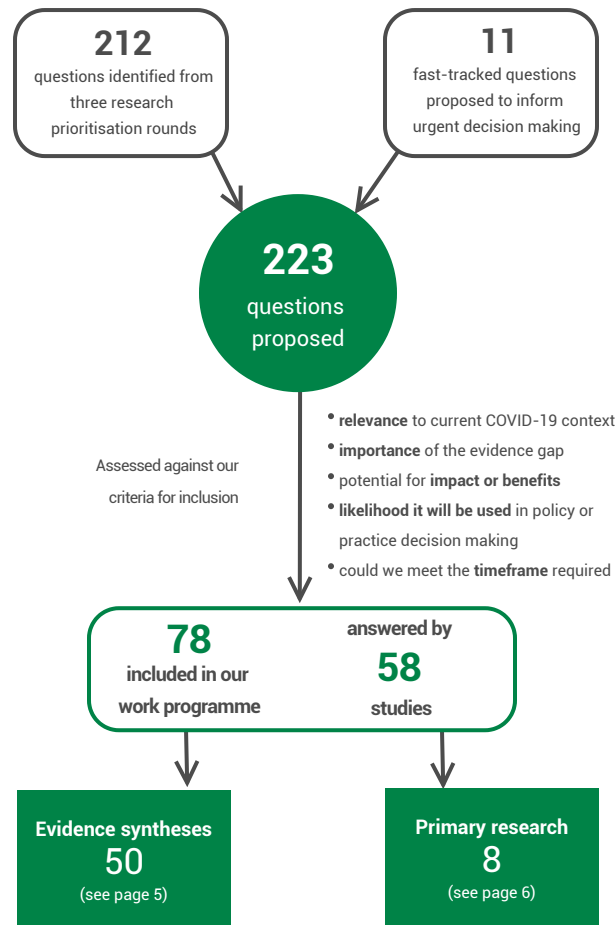 212
questions identified from
three research
prioritisation rounds
11
fast-tracked questions
proposed to inform
urgent decision making
223
questions
proposed
Assessed against our
criteria for inclusion
• relevance to current COVID-19 context
• importance of the evidence gap
• potential for impact or benefits
• likelihood it will be used in policy or
practice decision making
• could we meet the timeframe required
78
included in our
work programme
answered by
58
studies
Evidence syntheses
50
(see page 5)
Primary research
8
(see page 6)